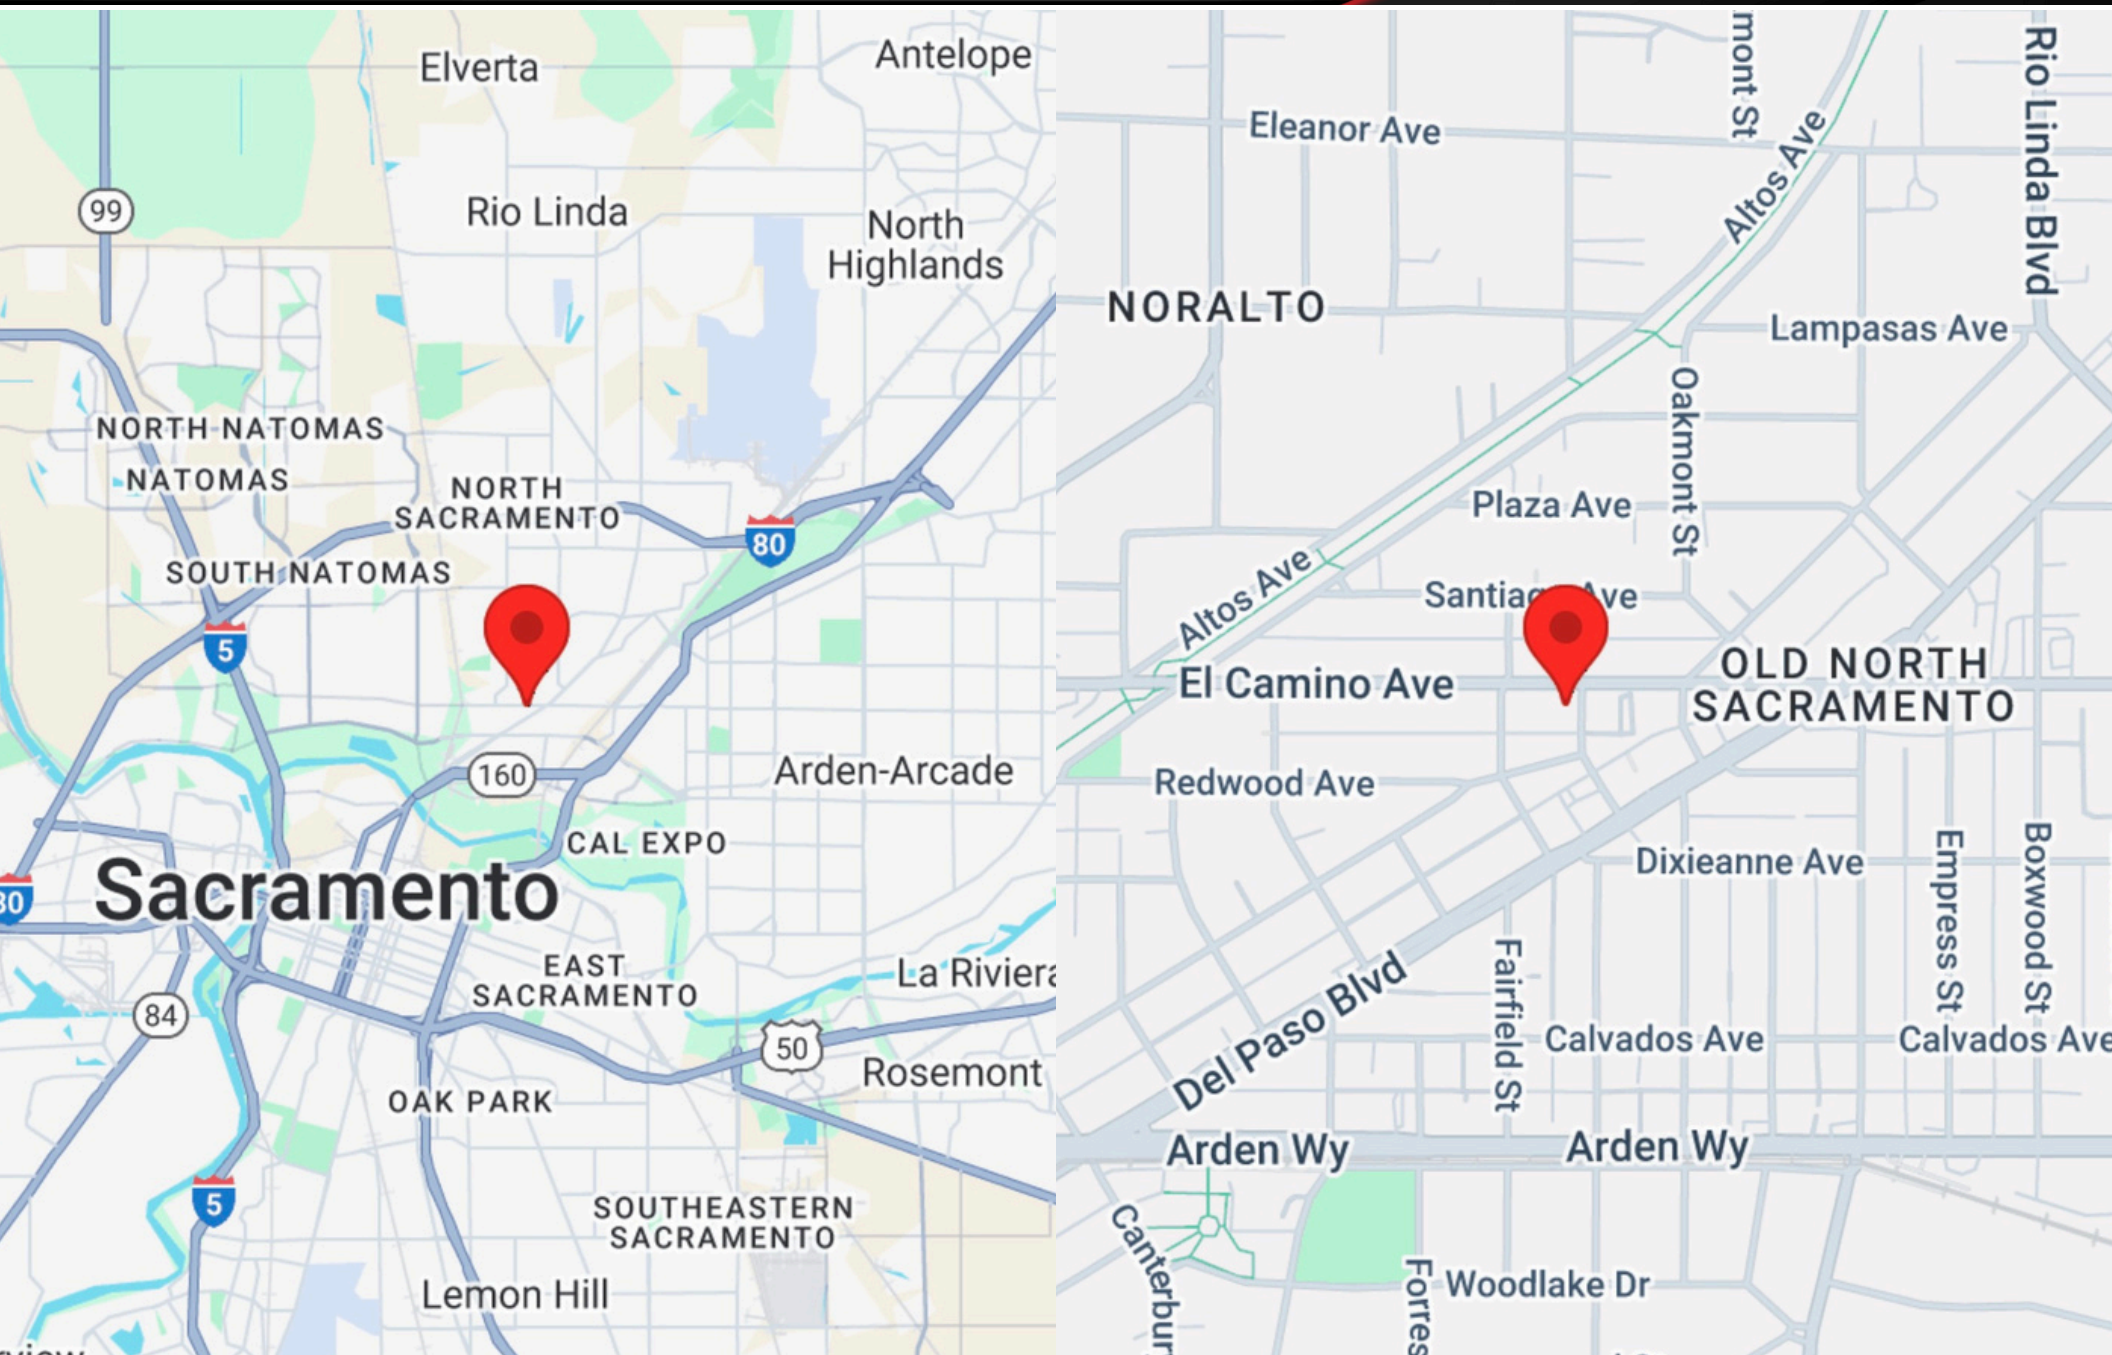 Elverta
Antelope
99
Rio Linda
North
Highlands
NORTH NATOMAS
NATOMAS
NORTH
SACRAMENTO
80
SOUTH NATOMAS
5
160
Arden-Arcade
CAL EXPO
Sacramento
80
EAST
SACRAMENTO
La Riviera
84
50
Rosemont
OAK PARK
5
SOUTHEASTERN
SACRAMENTO
Lemon Hill
mont St
Rio Linda Blvd
Eleanor Ave
Altos Ave
NORALTO
Lampasas Ave
Oakmont St
Plaza Ave
Altos Ave
Santiag Ave
El Camino Ave
OLD NORTH
SACRAMENTO
Redwood Ave
Dixieanne Ave
Empress St
Boxwood St
Del Paso Blvd
Fairfield St
Calvados Ave
Calvados Ave
Arden Wy
Arden Wy
Canterbur
Forres
Woodlake Dr